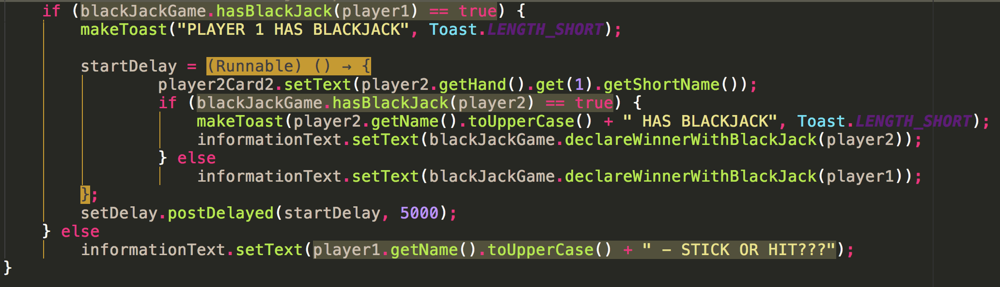 if (blackJackGame.hasBlackJack(player1) == true) {
makeToast("PLAYER 1 HAS BLACKJACK", Toast.LENGTH_SHORT);
startDelay = (Runnable) () → {
player2Card2.setText(player2.getHand().get(1).getShortName());
if (blackJackGame.hasBlackJack(player2) == true) {
makeToast(player2.getName().toUpperCase() + " HAS BLACKJACK", Toast.LENGTH_SHORT);
informationText.setText(blackJackGame.declareWinnerWithBlackJack(player2));
} else
informationText.setText(blackJackGame.declareWinnerWithBlackJack(player1));
};
setDelay.postDelayed(startDelay, 5000);
} else
informationText.setText(player1.getName().toUpperCase() + " – STICK OR HIT???");
}